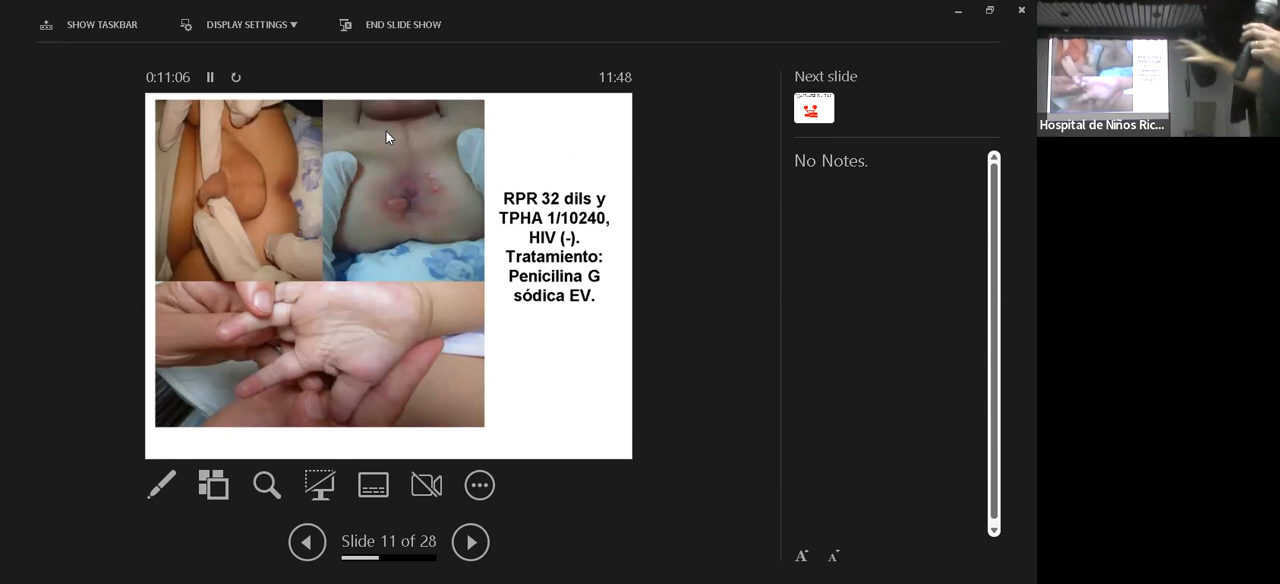 SHOW TASKBAR
DISPLAY SETTINGS
END SLIDE SHOW
0:11:06
11:48
Next slide
No Notes.
RPR 32 dils y
TPHA 1/10240,
HIV (-).
Tratamiento:
Penicilina G
sódica EV.
Slide 11 of 28
A A
Hospital de Niños Ric...